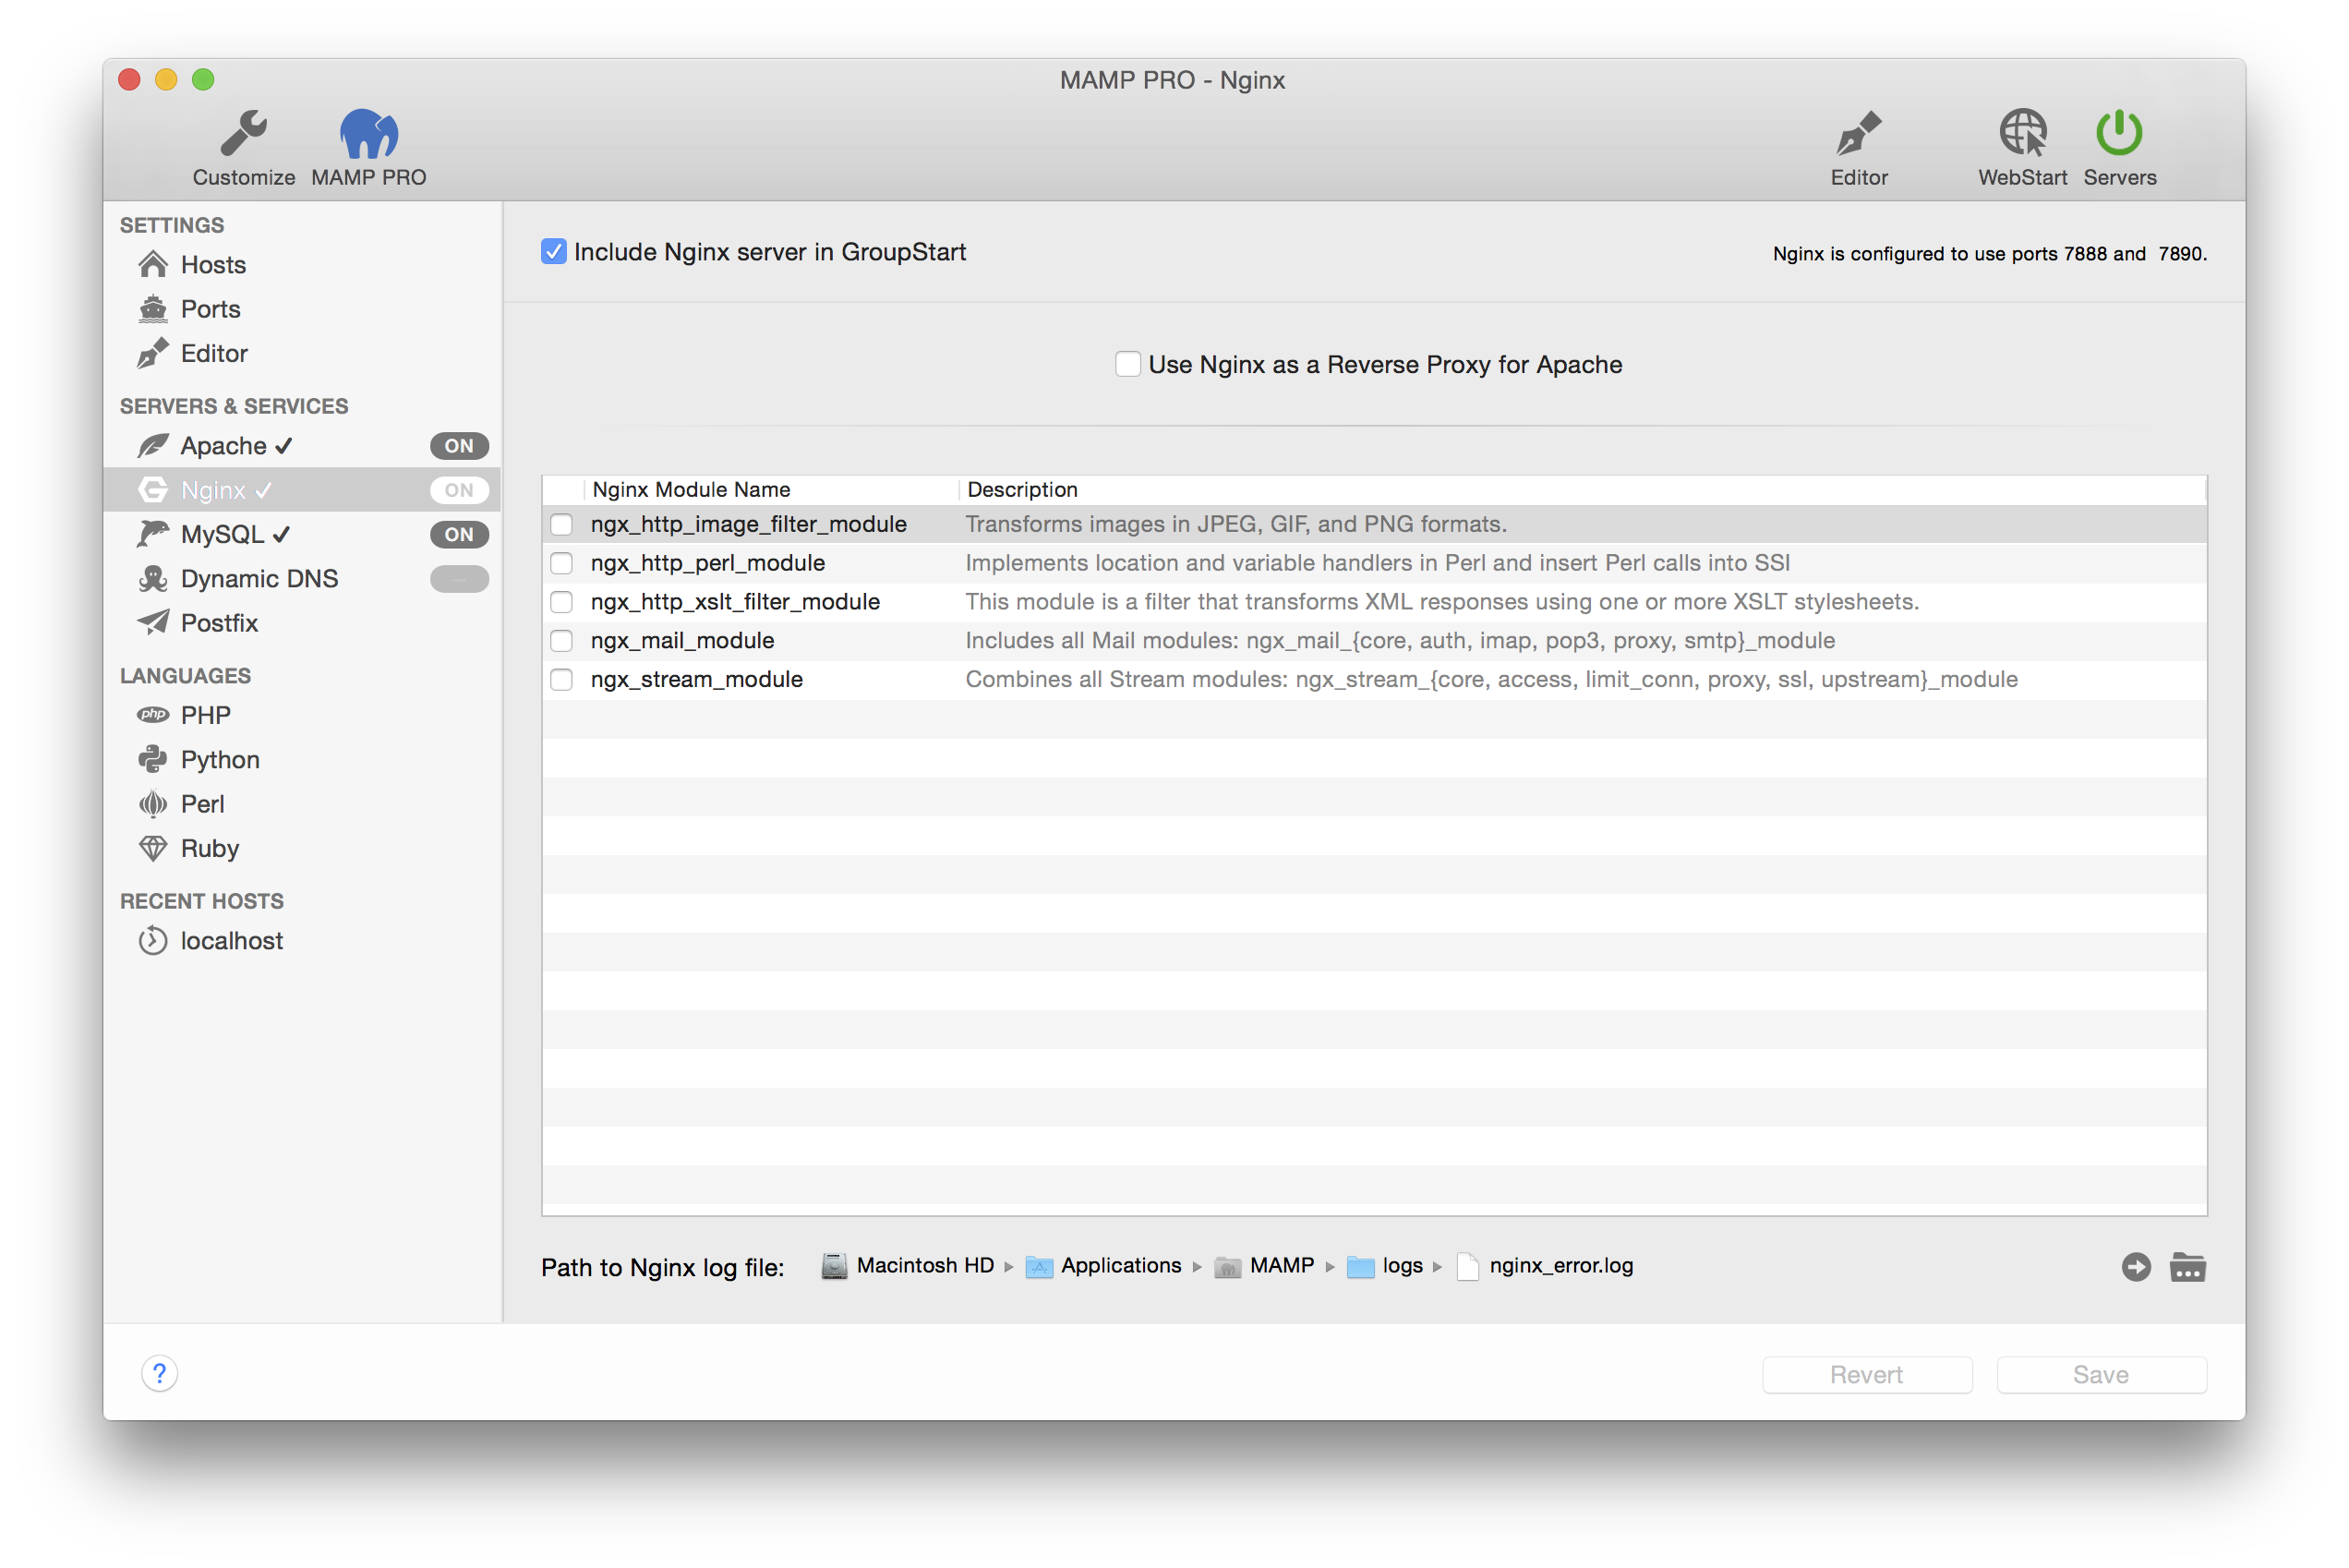 MAMP PRO - Nginx
Customize
MAMP PRO
Editor
WebStart
Servers
SETTINGS
Hosts
Ports
Editor
SERVERS & SERVICES
Apache ✓ ON
Nginx ✓ ON
MySQL ✓ ON
Dynamic DNS
Postfix
LANGUAGES
php PHP
Python
Perl
Ruby
RECENT HOSTS
localhost
Include Nginx server in GroupStart
Nginx is configured to use ports 7888 and  7890.
Use Nginx as a Reverse Proxy for Apache
Nginx Module Name Description
ngx_http_image_filter_module Transforms images in JPEG, GIF, and PNG formats.
ngx_http_perl_module Implements location and variable handlers in Perl and insert Perl calls into SSI
ngx_http_xslt_filter_module This module is a filter that transforms XML responses using one or more XSLT stylesheets.
ngx_mail_module Includes all Mail modules: ngx_mail_{core, auth, imap, pop3, proxy, smtp}_module
ngx_stream_module Combines all Stream modules: ngx_stream_{core, access, limit_conn, proxy, ssl, upstream}_module
Path to Nginx log file: Macintosh HD ▸ Applications ▸ MAMP ▸ logs ▸ nginx_error.log
?
Revert
Save